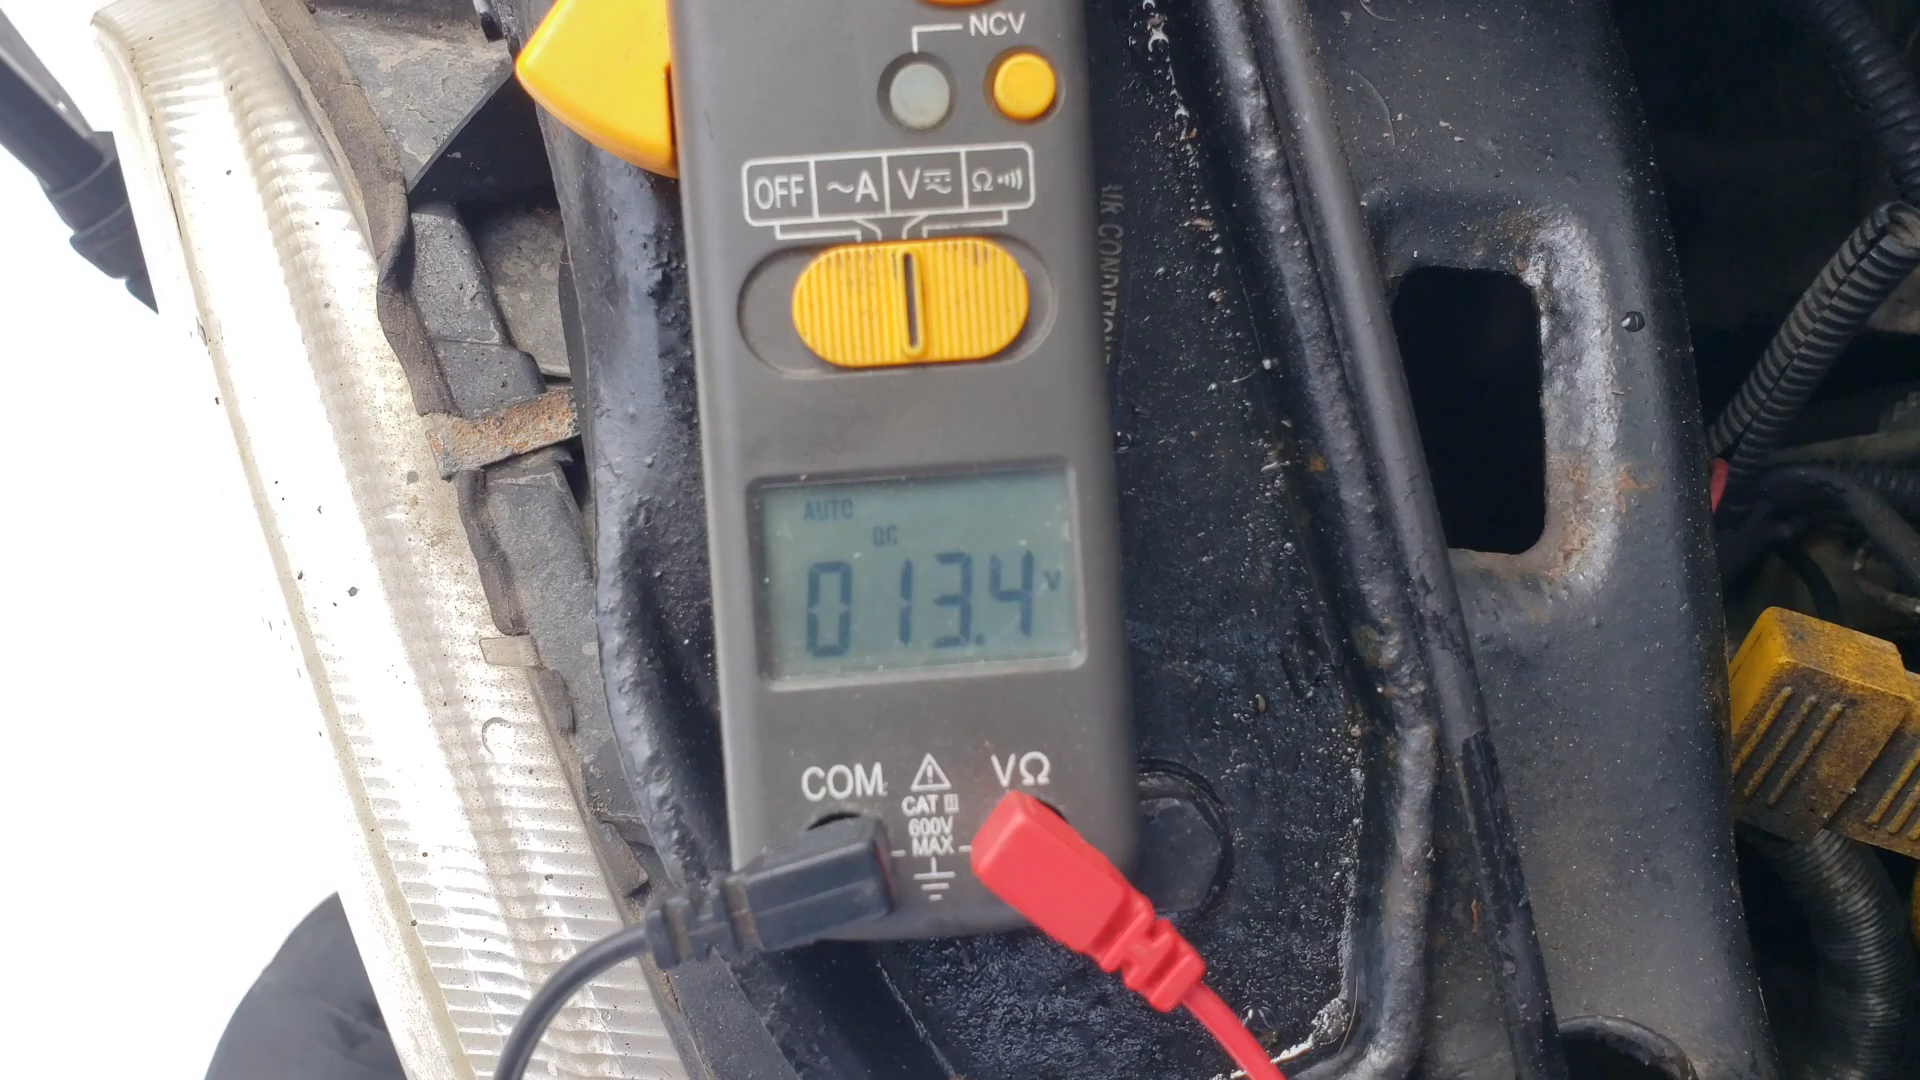 NCV
OFF ~A V Ω
AUTO
DC
013.4 V
COM VΩ
CAT III
600V
MAX